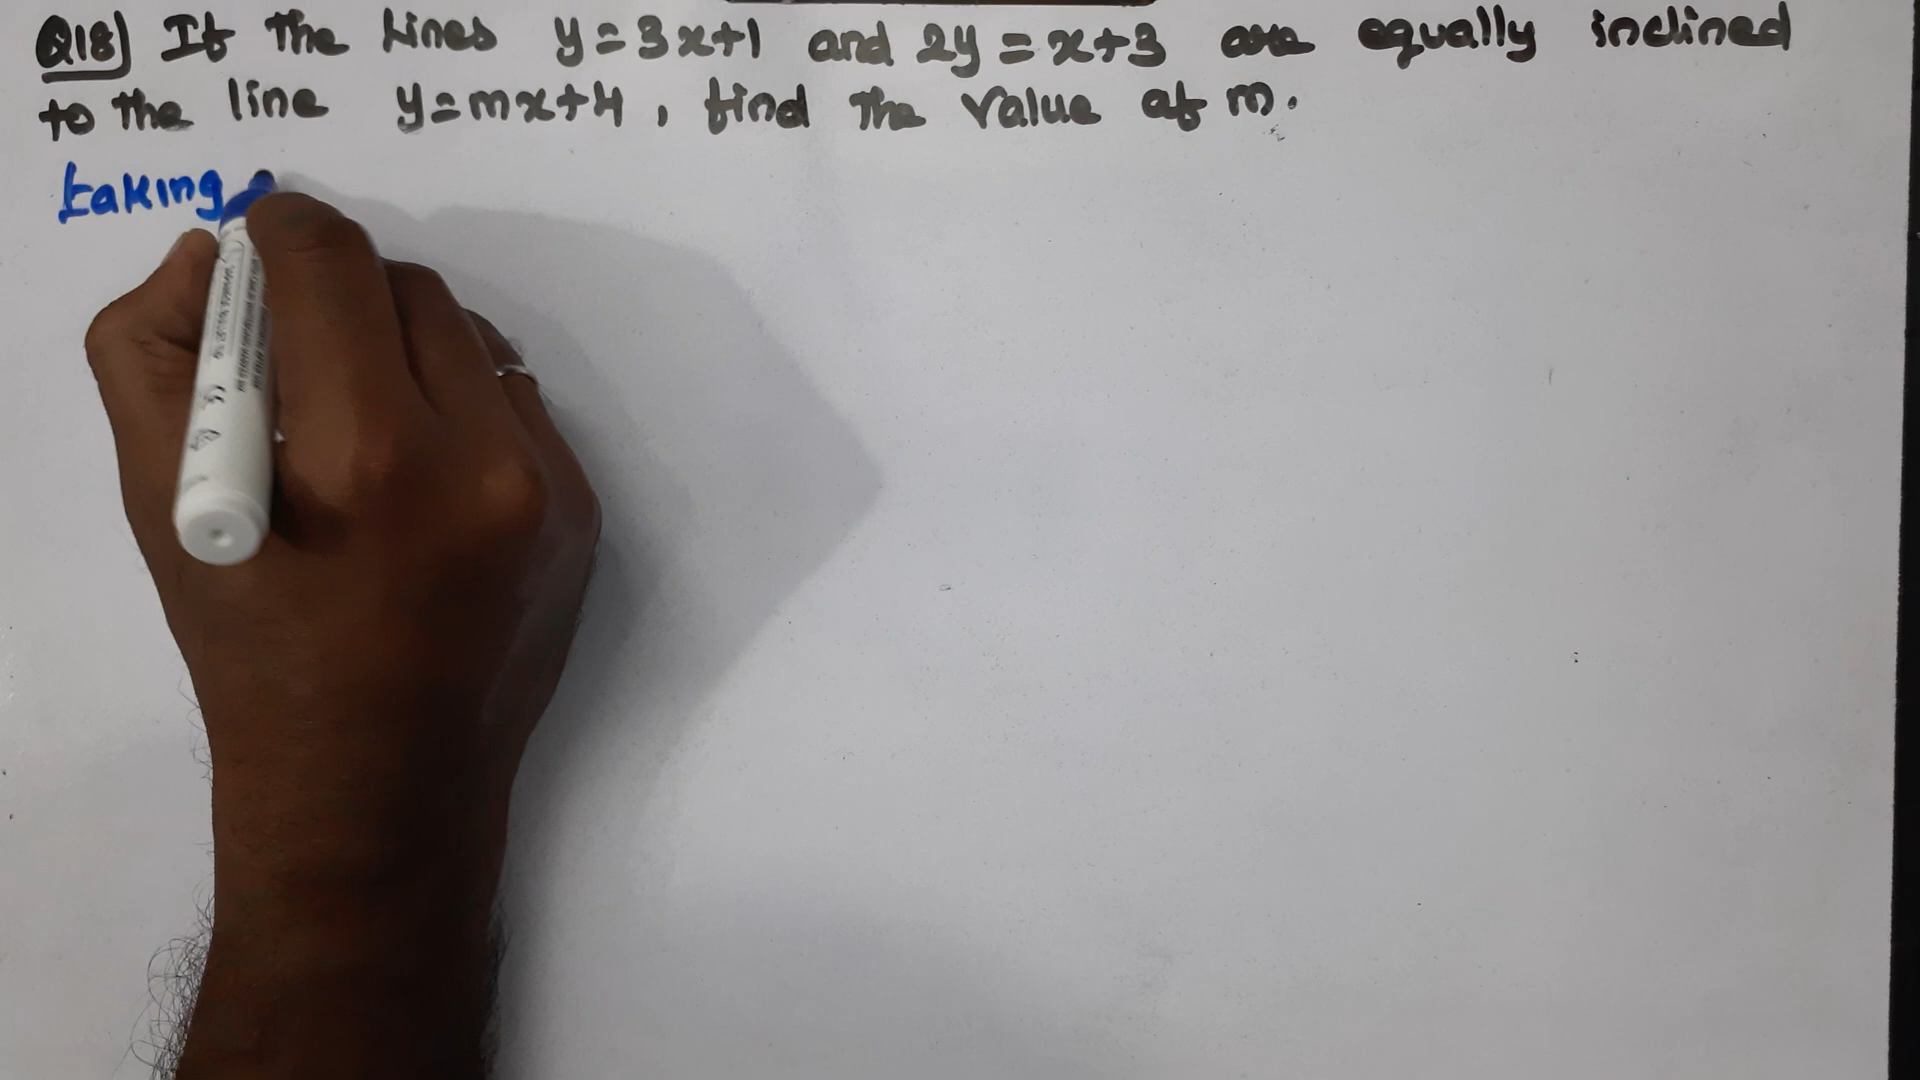 Q18) If the lines y=3x+1 and 2y=x+3 are equally inclined
to the line y=mx+4, find the value of m.
taking